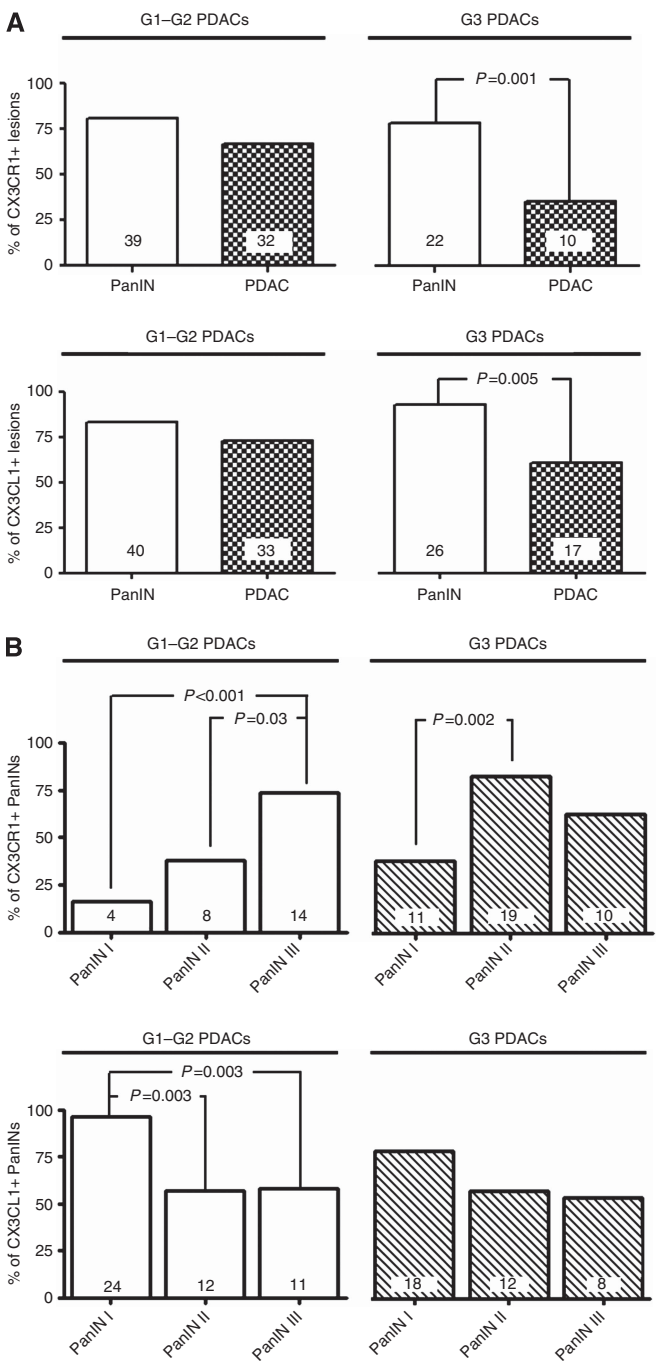 A
G1–G2 PDACs
G3 PDACs
% of CX3CR1+ lesions
100
75
50
25
0
P=0.001
39
32
22
10
PanIN
PDAC
PanIN
PDAC
G1–G2 PDACs
G3 PDACs
% of CX3CL1+ lesions
100
75
50
25
0
P=0.005
40
33
26
17
PanIN
PDAC
PanIN
PDAC
B
G1–G2 PDACs
G3 PDACs
% of CX3CR1+ PanINs
P<0.001
P=0.03
P=0.002
100
75
50
25
0
4
8
14
11
19
10
PanIN I
PanIN II
PanIN III
PanIN I
PanIN II
PanIN III
G1–G2 PDACs
G3 PDACs
% of CX3CL1+ PanINs
P=0.003
P=0.003
100
75
50
25
0
24
12
11
18
12
8
PanIN I
PanIN II
PanIN III
PanIN I
PanIN II
PanIN III